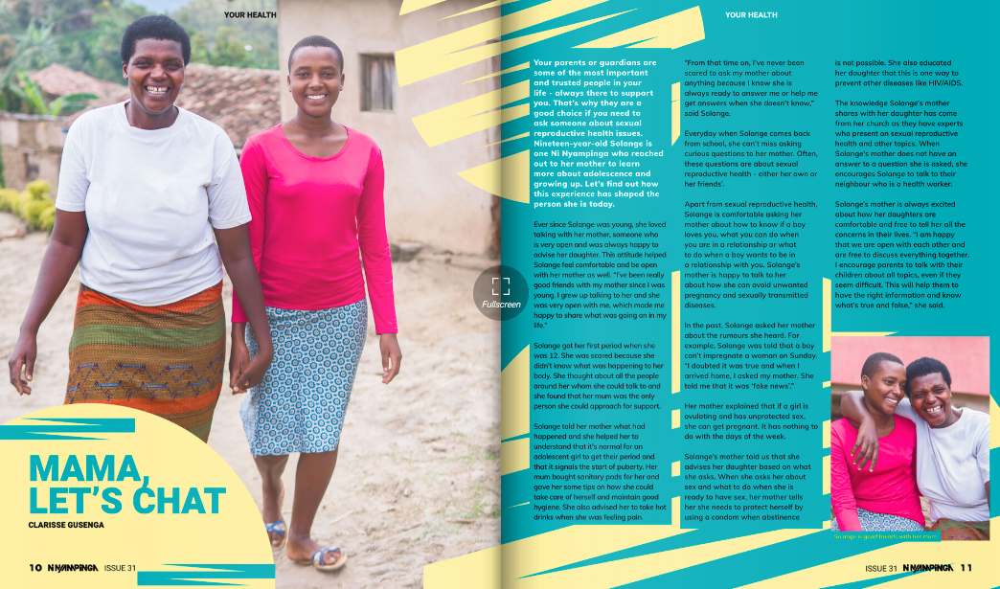 YOUR HEALTH
MAMA,
LET'S CHAT
CLARISSE GUSENGA
10 NI NYAMPINGA ISSUE 31
YOUR HEALTH
Your parents or guardians are
some of the most important
and trusted people in your
life - always there to support
you. That's why they are a
good choice if you need to
ask someone about sexual
reproductive health issues.
Nineteen-year-old Solange is
one Ni Nyampinga who reached
out to her mother to learn
more about adolescence and
growing up. Let's find out how
this experience has shaped the
person she is today.
Ever since Solange was young, she loved
talking with her mother, someone who
is very open and was always happy to
advise her daughter. This attitude helped
Solange feel comfortable and be open
with her mother as well. "I've been really
good friends with my mother since I was
young. I grew up talking to her and she
was very open with me, which made me
happy to share what was going on in my
life."
Solange got her first period when she
was 12. She was scared because she
didn't know what was happening to her
body. She thought about all the people
around her whom she could talk to and
she found that her mum was the only
person she could approach for support.
Solange told her mother what had
happened and she helped her to
understand that it's normal for an
adolescent girl to get their period and
that it signals the start of puberty. Her
mum bought sanitary pads for her and
gave her some tips on how she could
take care of herself and maintain good
hygiene. She also advised her to take hot
drinks when she was feeling pain.
"From that time on, I've never been
scared to ask my mother about
anything because I know she is
always ready to answer me or help me
get answers when she doesn't know,"
said Solange.
Everyday when Solange comes back
from school, she can't miss asking
curious questions to her mother. Often,
these questions are about sexual
reproductive health - either her own or
her friends'.
Apart from sexual reproductive health,
Solange is comfortable asking her
mother about how to know if a boy
loves you, what you can do when
you are in a relationship or what
to do when a boy wants to be in
a relationship with you. Solange's
mother is happy to talk to her
about how she can avoid unwanted
pregnancy and sexually transmitted
diseases.
In the past, Solange asked her mother
about the rumours she heard. For
example, Solange was told that a boy
can't impregnate a woman on Sunday.
"I doubted it was true and when I
arrived home, I asked my mother. She
told me that it was 'fake news'."
Her mother explained that if a girl is
ovulating and has unprotected sex,
she can get pregnant. It has nothing to
do with the days of the week.
Solange's mother told us that she
advises her daughter based on what
she asks. When she asks her about
sex and what to do when she is
ready to have sex, her mother tells
her she needs to protect herself by
using a condom when abstinence
is not possible. She also educated
her daughter that this is one way to
prevent other diseases like HIV/AIDS.
The knowledge Solange's mother
shares with her daughter has come
from her church as they have experts
who present on sexual reproductive
health and other topics. When
Solange's mother does not have an
answer to a question she is asked, she
encourages Solange to talk to their
neighbour who is a health worker.
Solange's mother is always excited
about how her daughters are
comfortable and free to tell her all the
concerns in their lives. "I am happy
that we are open with each other and
are free to discuss everything together.
I encourage parents to talk with their
children about all topics, even if they
seem difficult. This will help them to
have the right information and know
what's true and false," she said.
Solange is good friends with her mum
ISSUE 31 NI NYAMPINGA 11
Fullscreen